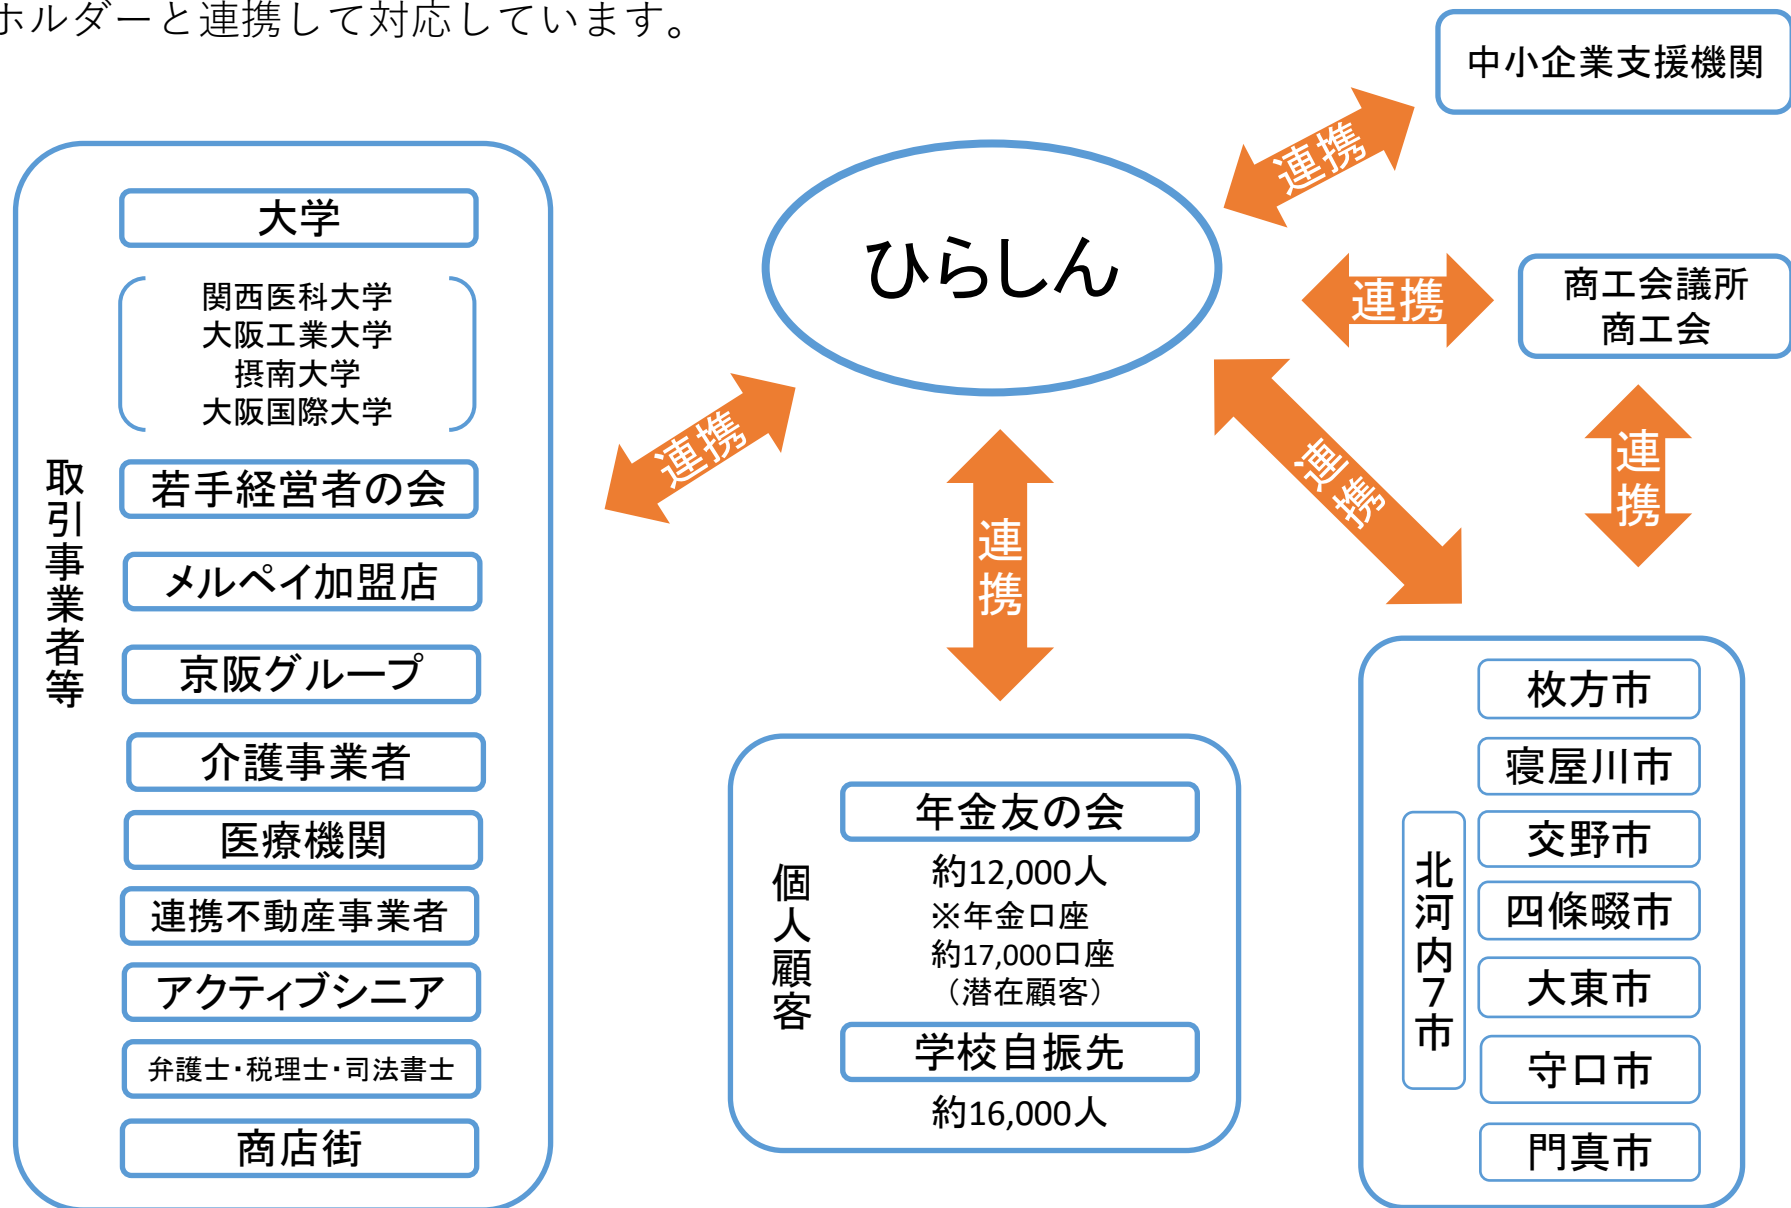 ホルダーと連携して対応しています。
中小企業支援機関
連携
ひらしん
連携
商工会議所
商工会
連携
連携
連携
連携
取引事業者等
大学
関西医科大学
大阪工業大学
摂南大学
大阪国際大学
若手経営者の会
メルペイ加盟店
京阪グループ
介護事業者
医療機関
連携不動産事業者
アクティブシニア
弁護士・税理士・司法書士
商店街
個人顧客
年金友の会
約12,000人
※年金口座
約17,000口座
（潜在顧客）
学校自振先
約16,000人
北河内7市
枚方市
寝屋川市
交野市
四條畷市
大東市
守口市
門真市